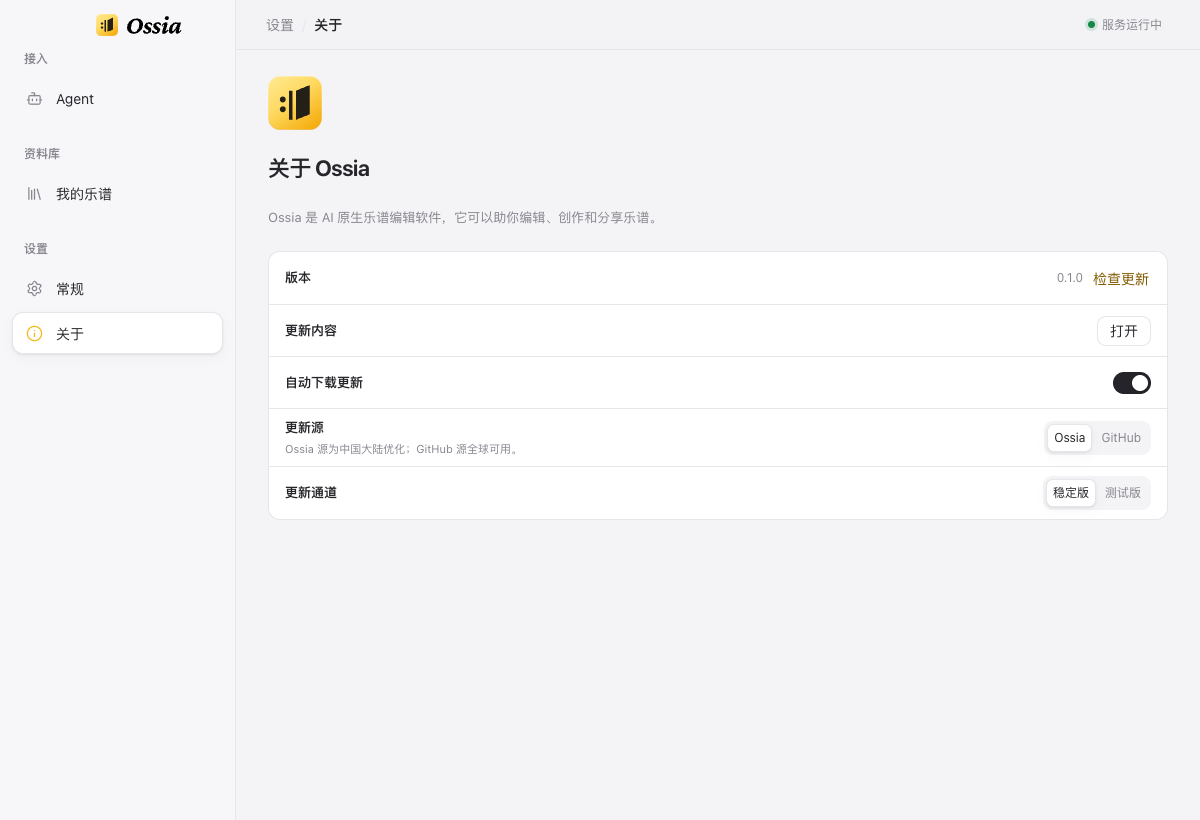 Ossia
接入
Agent
资料库
我的乐谱
设置
常规
关于
设置 / 关于
服务运行中
关于 Ossia
Ossia 是 AI 原生乐谱编辑软件，它可以助你编辑、创作和分享乐谱。
版本
0.1.0 检查更新
更新内容
打开
自动下载更新
更新源
Ossia 源为中国大陆优化；GitHub 源全球可用。
Ossia GitHub
更新通道
稳定版 测试版